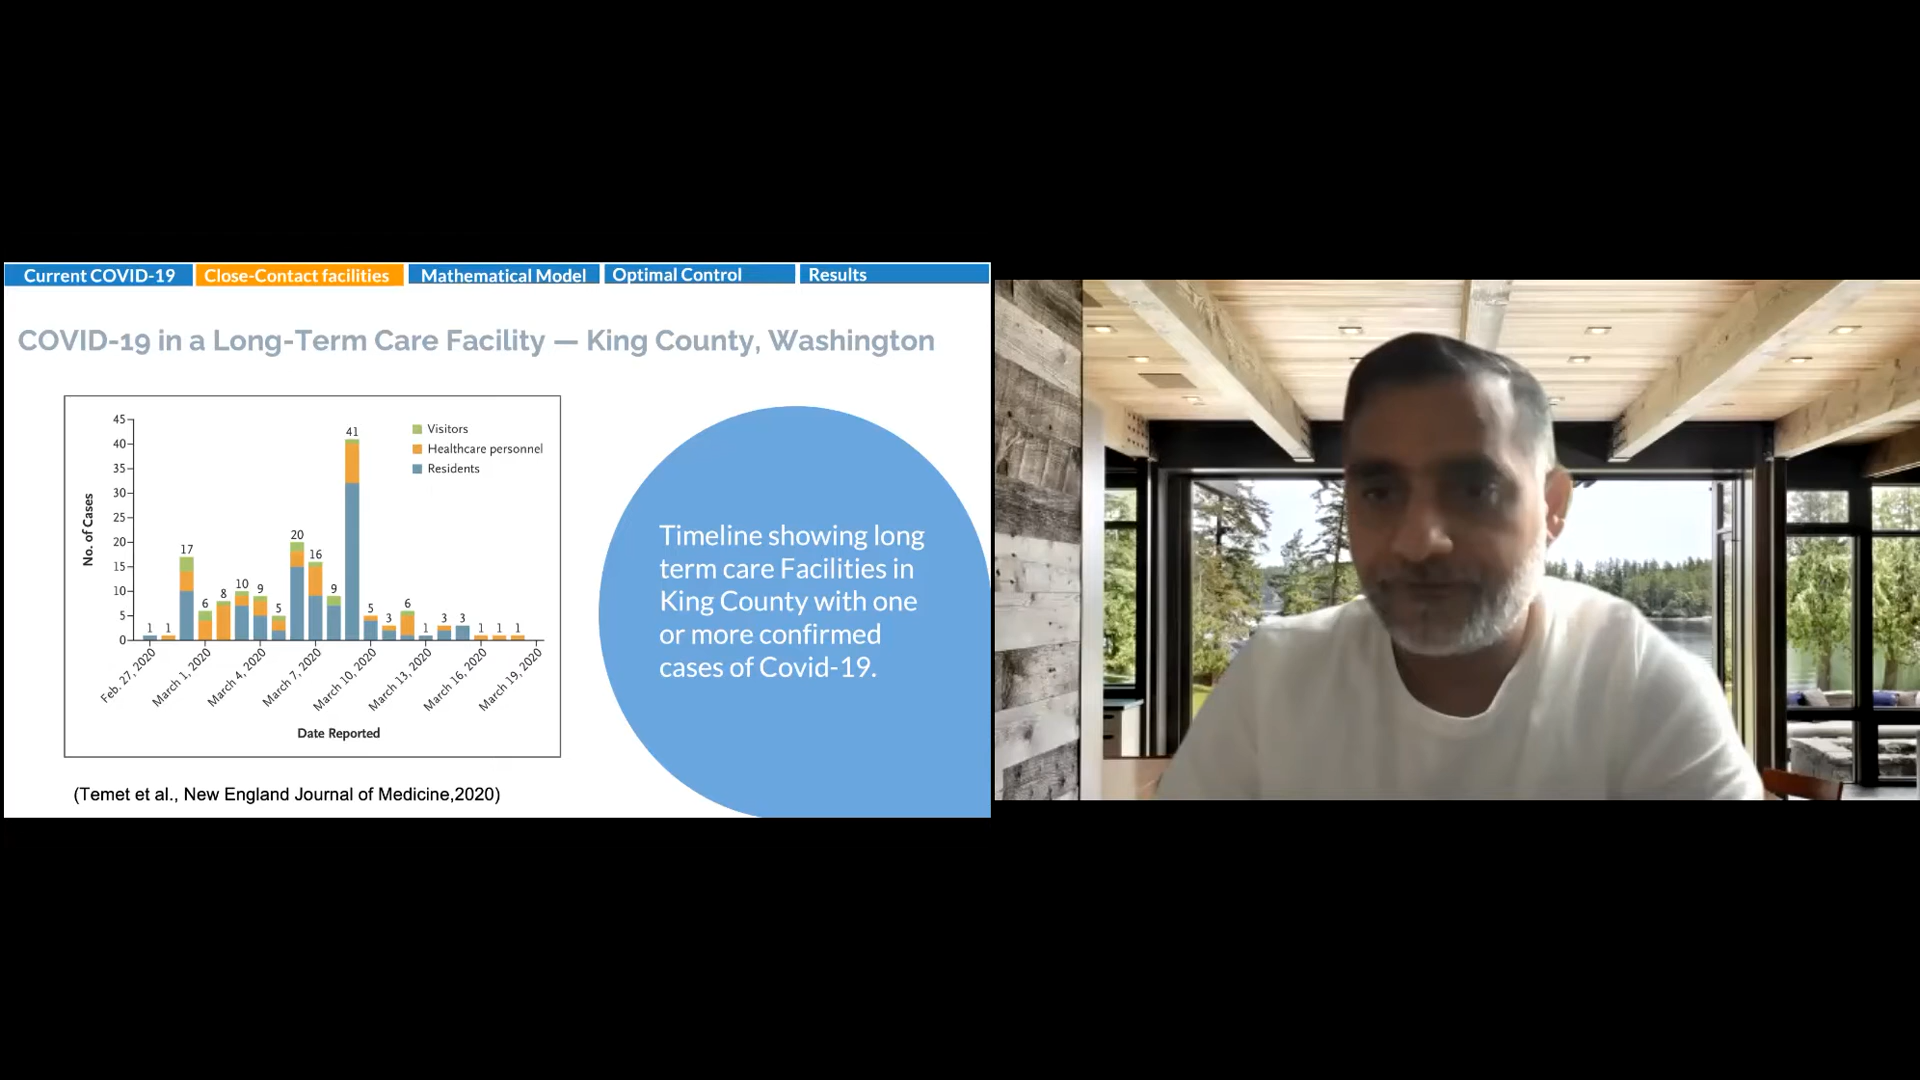 Current COVID-19
Close-Contact facilities
Mathematical Model
Optimal Control
Results
COVID-19 in a Long-Term Care Facility — King County, Washington
45
40
35
30
25
20
15
10
5
0
No. of Cases
1
1
17
6
8
10
9
5
20
16
9
41
5
3
6
1
3
3
1
1
1
Visitors
Healthcare personnel
Residents
Feb. 27, 2020
March 1, 2020
March 4, 2020
March 7, 2020
March 10, 2020
March 13, 2020
March 16, 2020
March 19, 2020
Date Reported
(Temet et al., New England Journal of Medicine,2020)
Timeline showing long
term care Facilities in
King County with one
or more confirmed
cases of Covid-19.